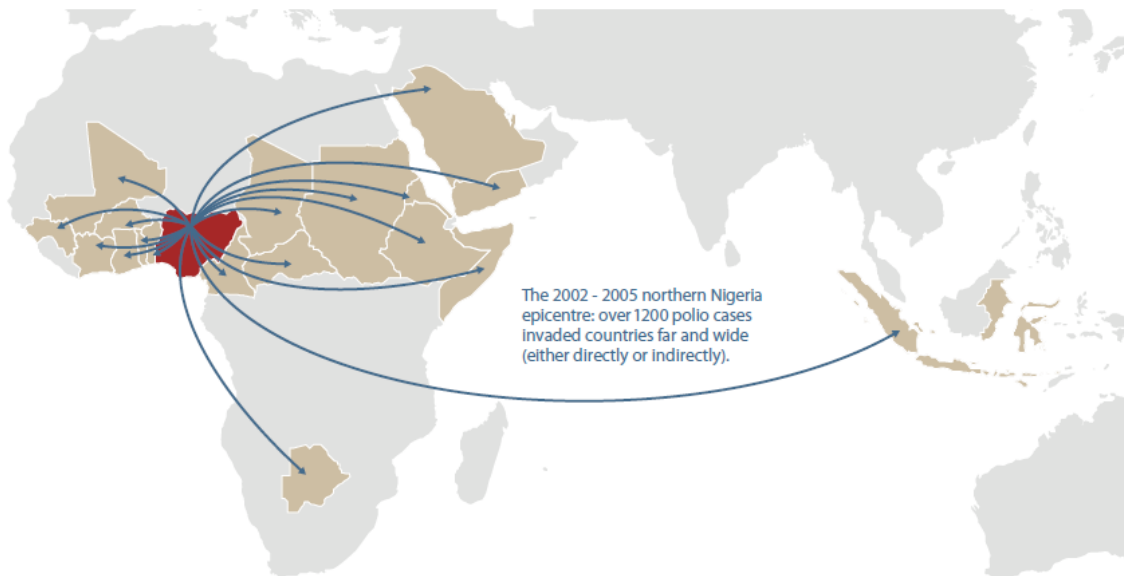 The 2002 - 2005 northern Nigeria
epicentre: over 1200 polio cases
invaded countries far and wide
(either directly or indirectly).